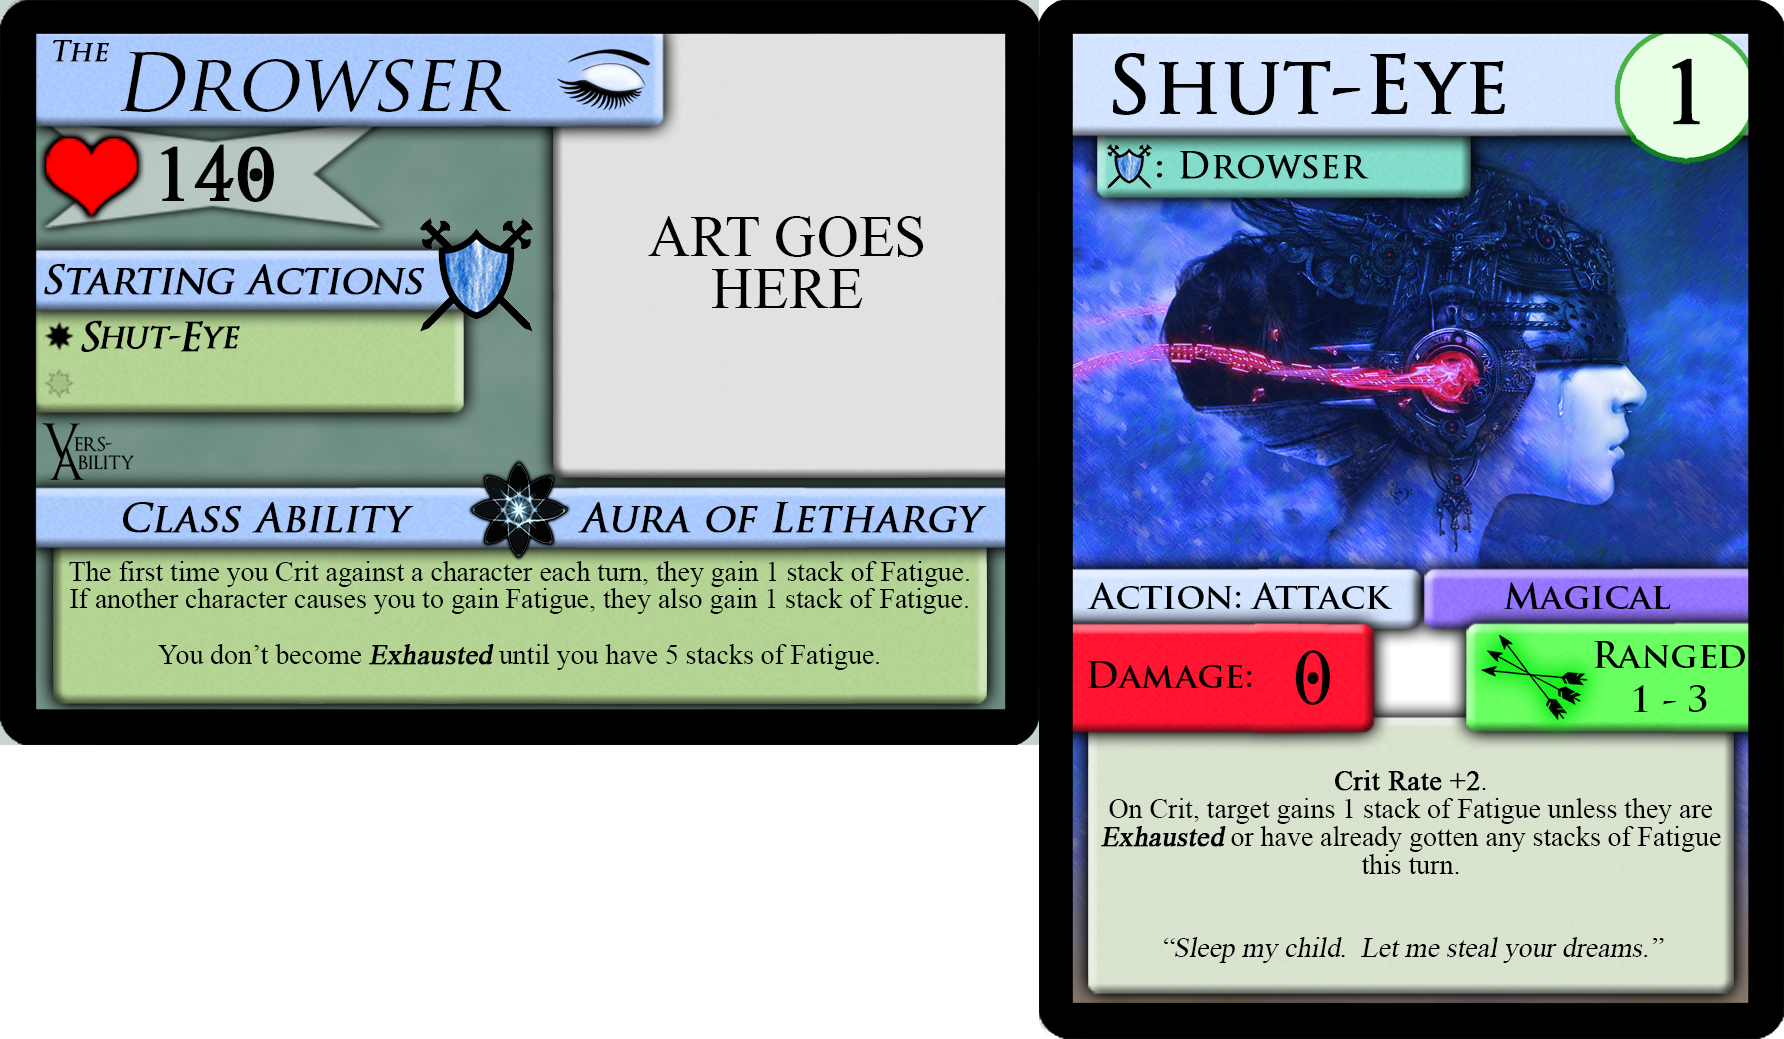 The Drowser
140
ART GOES
HERE
Starting Actions
Shut-Eye
Vers-
Ability
Class Ability
Aura of Lethargy
The first time you Crit against a character each turn, they gain 1 stack of Fatigue.
If another character causes you to gain Fatigue, they also gain 1 stack of Fatigue.
You don't become Exhausted until you have 5 stacks of Fatigue.
Shut-Eye
1
: Drowser
Action: Attack
Magical
Damage: 0
Ranged
1 - 3
Crit Rate +2.
On Crit, target gains 1 stack of Fatigue unless they are
Exhausted or have already gotten any stacks of Fatigue
this turn.
“Sleep my child.  Let me steal your dreams.”